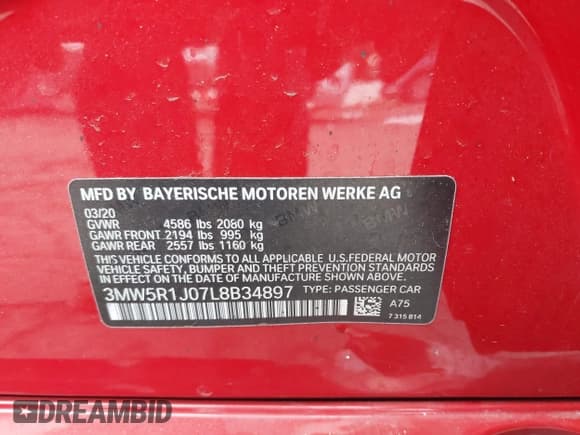 MFD BY BAYERISCHE MOTOREN WERKE AG
03/20
GVWR 4586 lbs 2080 kg
GAWR FRONT 2194 lbs 995 kg
GAWR REAR 2557 lbs 1160 kg
THIS VEHICLE CONFORMS TO ALL APPLICABLE U.S.FEDERAL MOTOR
VEHICLE SAFETY, BUMPER, AND THEFT PREVENTION STANDARDS
IN EFFECT ON THE DATE OF MANUFACTURE SHOWN ABOVE.
3MW5R1J07L8B34897 TYPE: PASSENGER CAR
A75
7 315 814
DREAMBID